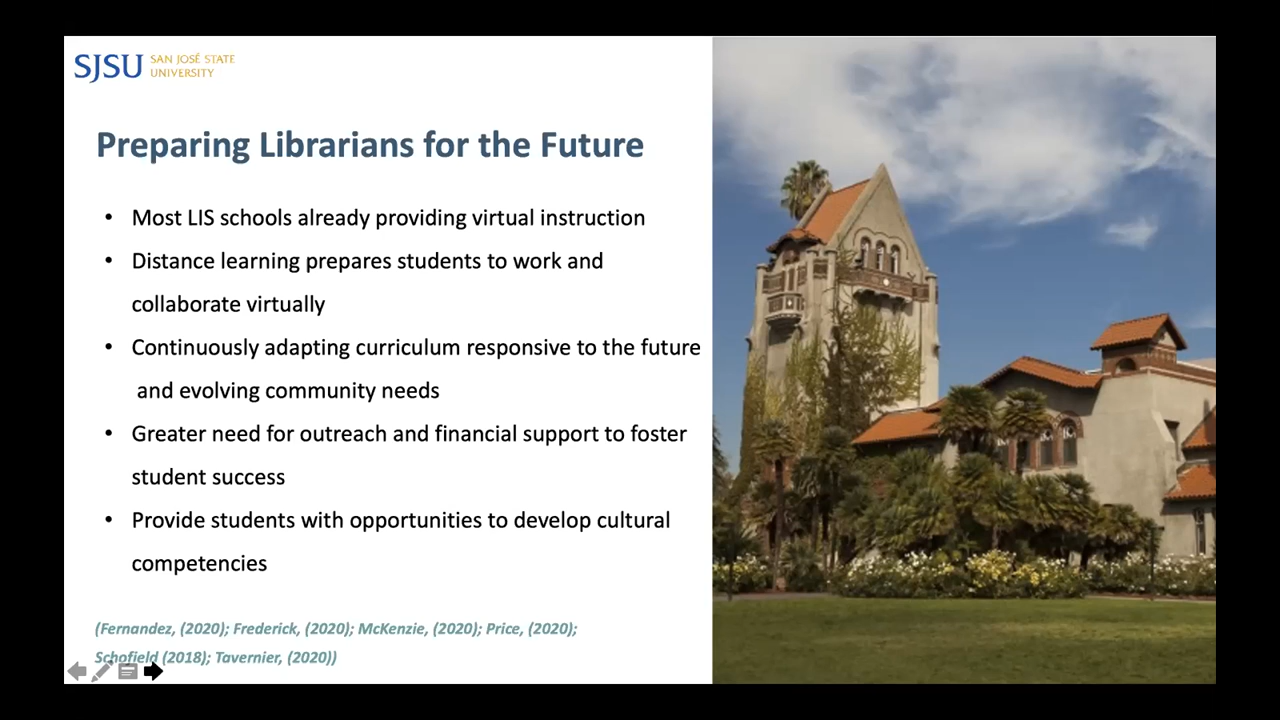 SJSU SAN JOSÉ STATE
UNIVERSITY
Preparing Librarians for the Future
• Most LIS schools already providing virtual instruction
• Distance learning prepares students to work and
collaborate virtually
• Continuously adapting curriculum responsive to the future
and evolving community needs
• Greater need for outreach and financial support to foster
student success
• Provide students with opportunities to develop cultural
competencies
(Fernandez, (2020); Frederick, (2020); McKenzie, (2020); Price, (2020);
Schofield (2018); Tavernier, (2020))